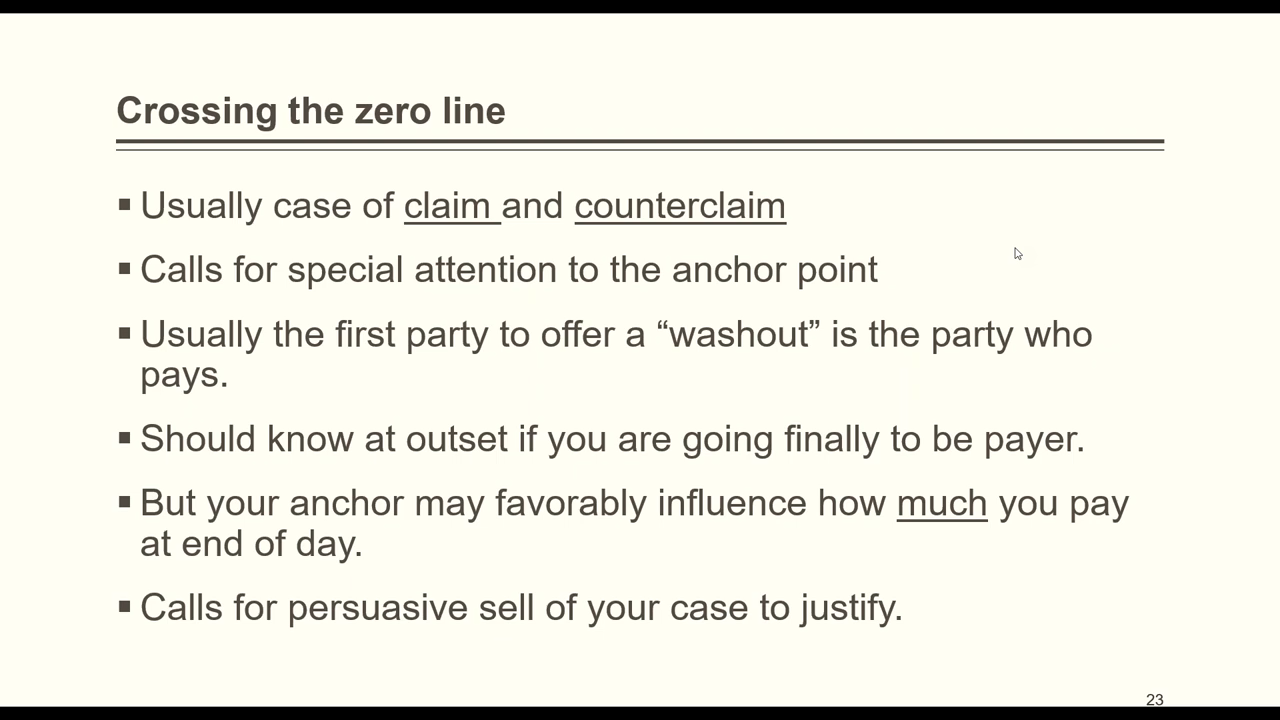 Crossing the zero line
▪ Usually case of claim and counterclaim
▪ Calls for special attention to the anchor point
▪ Usually the first party to offer a “washout” is the party who
pays.
▪ Should know at outset if you are going finally to be payer.
▪ But your anchor may favorably influence how much you pay
at end of day.
▪ Calls for persuasive sell of your case to justify.
23